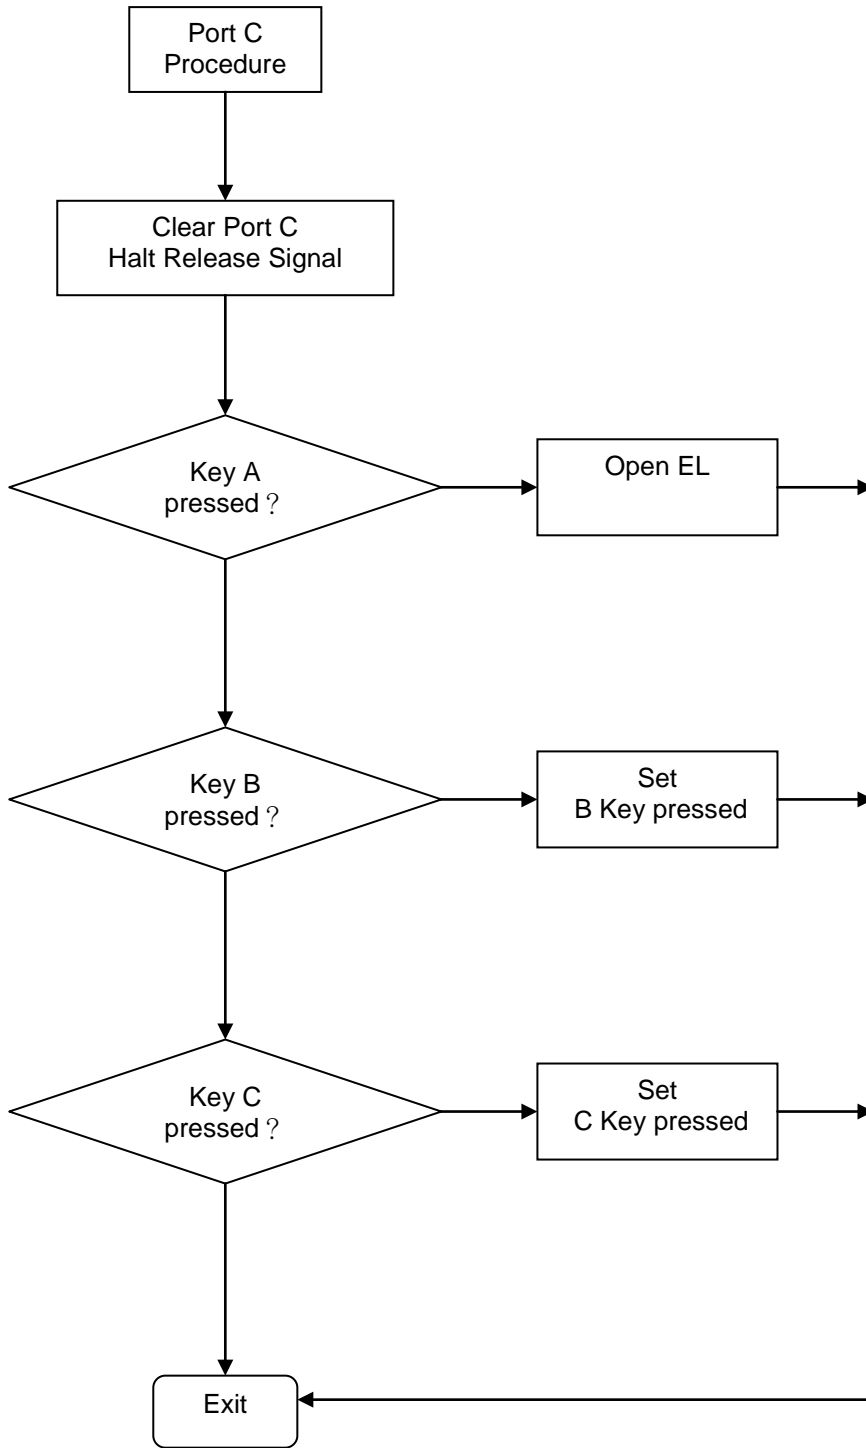 Port C
Procedure
Clear Port C
Halt Release Signal
Key A
pressed？
Open EL
Key B
pressed？
Set
B Key pressed
Key C
pressed？
Set
C Key pressed
Exit